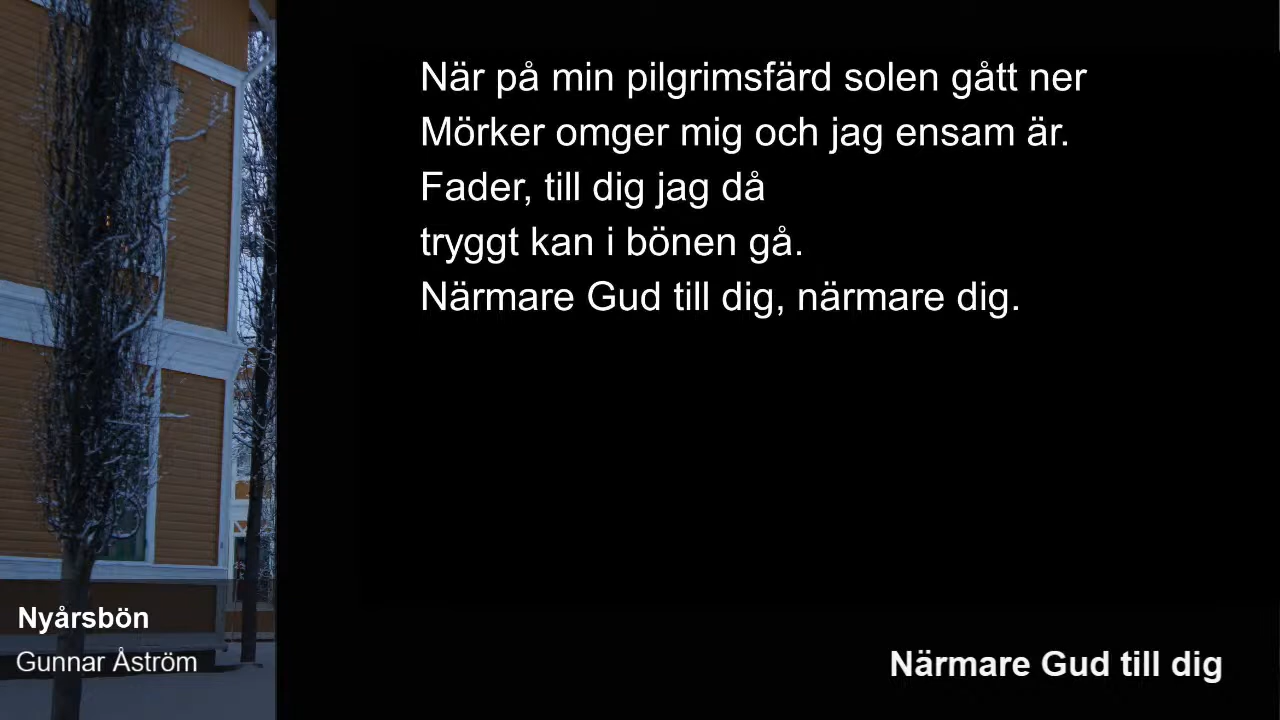 När på min pilgrimsfärd solen gått ner
Mörker omger mig och jag ensam är.
Fader, till dig jag då
tryggt kan i bönen gå.
Närmare Gud till dig, närmare dig.
Nyårsbön
Gunnar Åström
Närmare Gud till dig